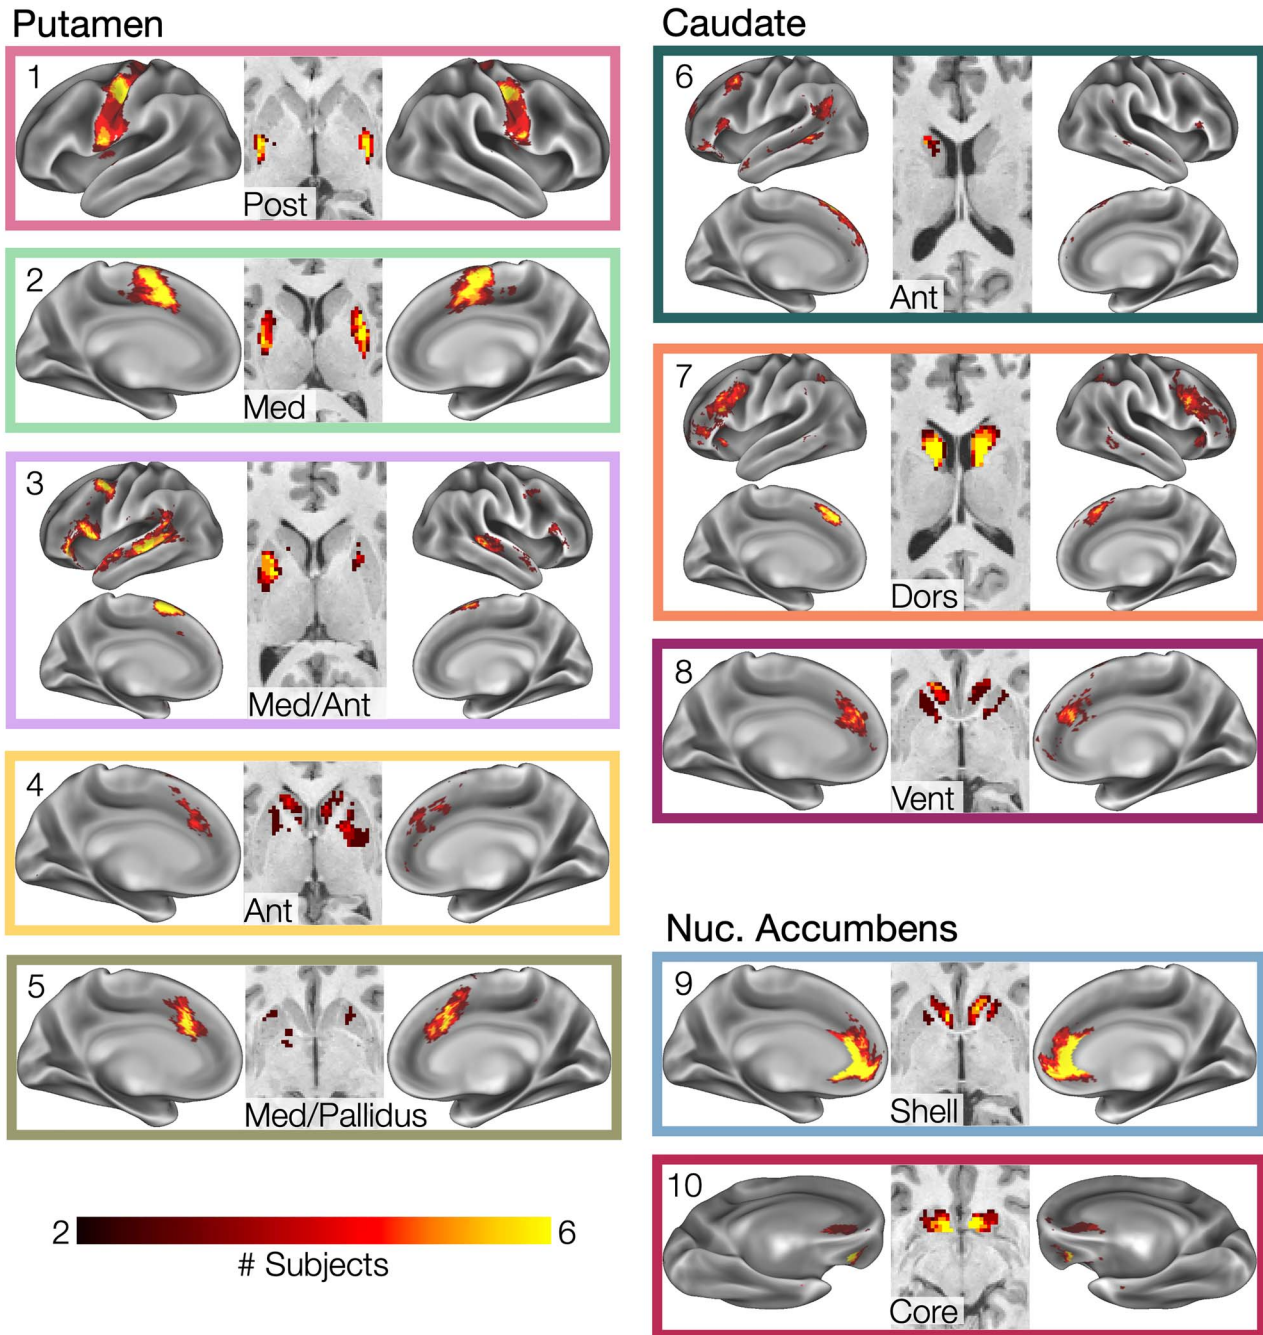 Putamen
1
Post
2
Med
3
Med/Ant
4
Ant
5
Med/Pallidus
2 6
# Subjects
Caudate
6
Ant
7
Dors
8
Vent
Nuc. Accumbens
9
Shell
10
Core